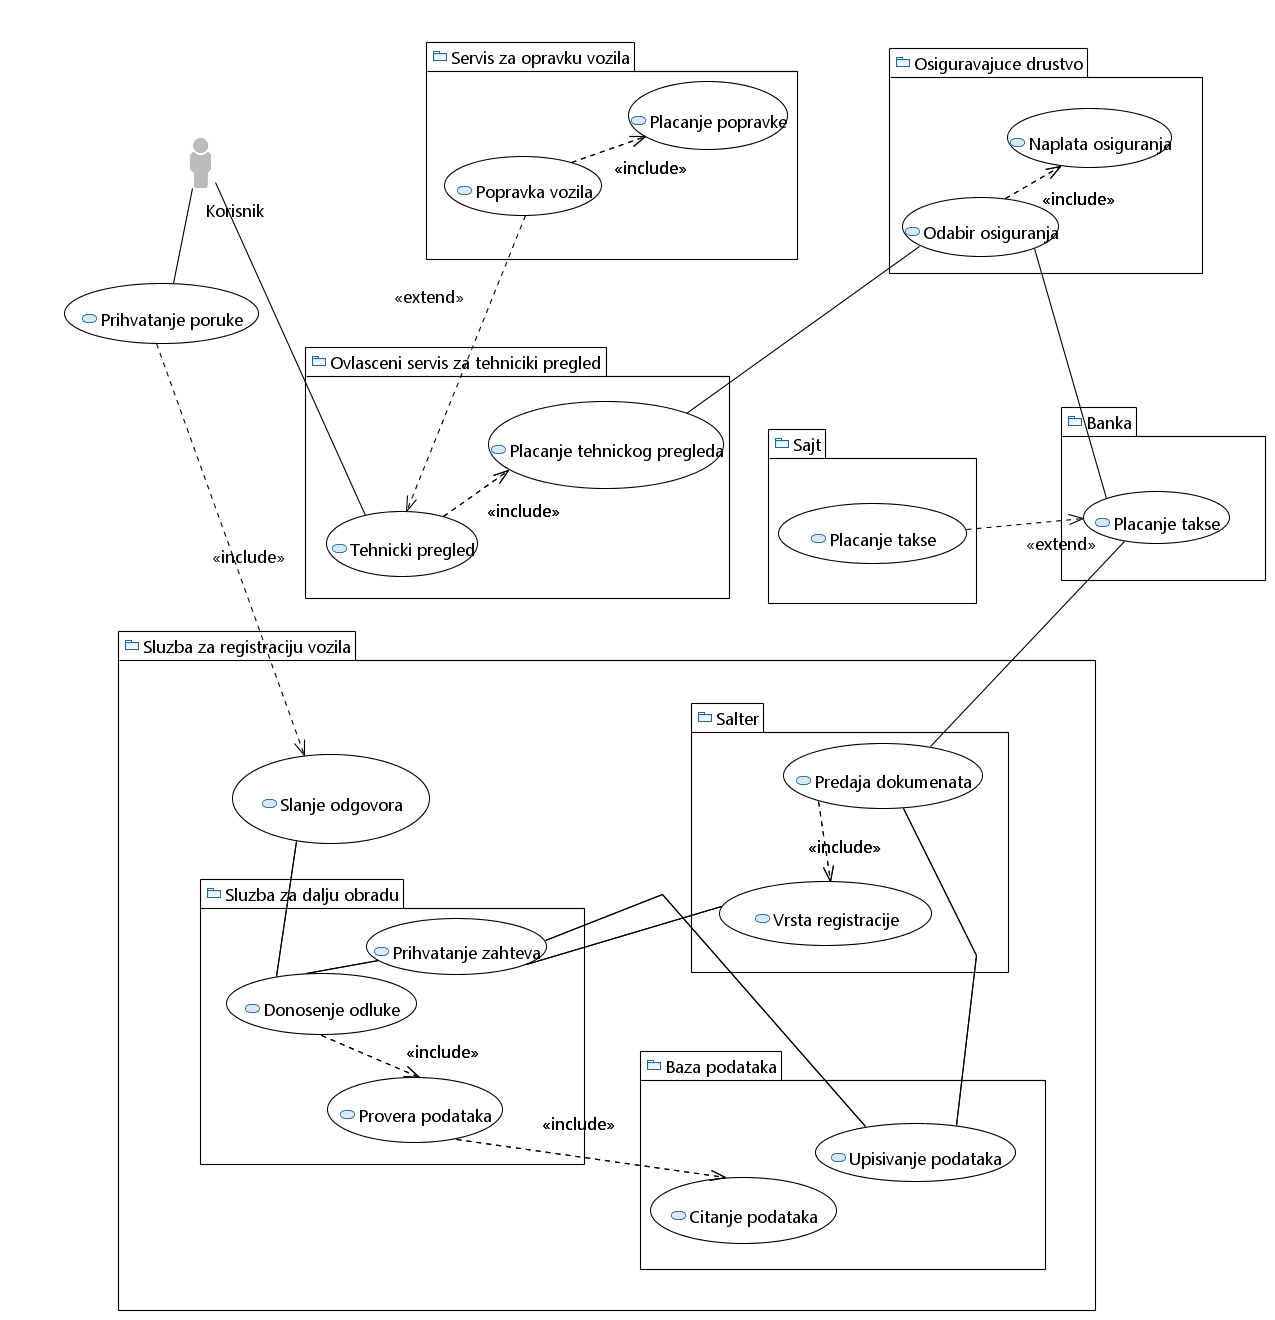 Servis za opravku vozila
Osiguravajuce drustvo
Placanje popravke
Naplata osiguranja
«include»
Popravka vozila
«include»
Korisnik
Odabir osiguranja
«extend»
Prihvatanje poruke
Ovlasceni servis za tehniciki pregled
Banka
Sajt
Placanje tehnickog pregleda
«include»
Placanje takse
Placanje takse
«extend»
Tehnicki pregled
«include»
Sluzba za registraciju vozila
Salter
Predaja dokumenata
Slanje odgovora
«include»
Sluzba za dalju obradu
Vrsta registracije
Prihvatanje zahteva
Donosenje odluke
«include»
Baza podataka
Provera podataka
«include»
Upisivanje podataka
Citanje podataka